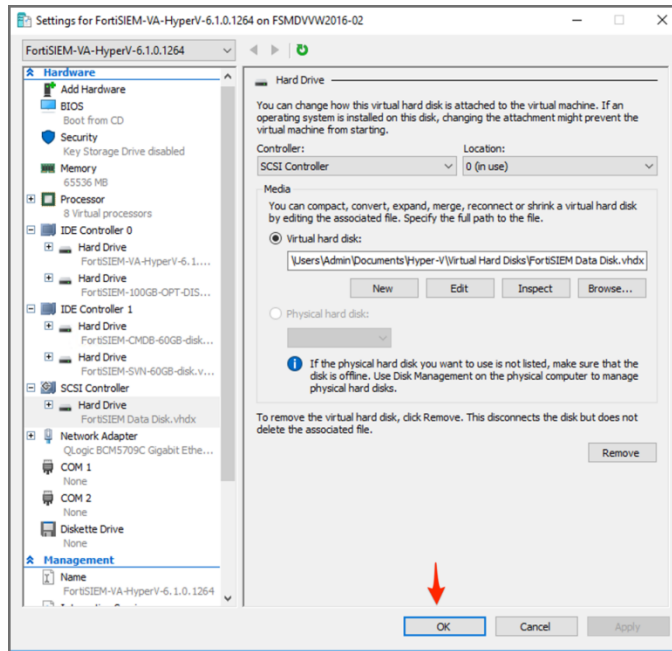 Settings for FortiSIEM-VA-HyperV-6.1.0.1264 on FSMDVVW2016-02
FortiSIEM-VA-HyperV-6.1.0.1264
Hardware
Add Hardware
BIOS
Boot from CD
Security
Key Storage Drive disabled
Memory
65536 MB
Processor
8 Virtual processors
IDE Controller 0
Hard Drive
FortiSIEM-VA-HyperV-6.1....
Hard Drive
FortiSIEM-100GB-OPT-DIS...
IDE Controller 1
Hard Drive
FortiSIEM-CMDB-60GB-disk...
Hard Drive
FortiSIEM-SVN-60GB-disk.v...
SCSI Controller
Hard Drive
FortiSIEM Data Disk.vhdx
Network Adapter
QLogic BCM5709C Gigabit Ethe...
COM 1
None
COM 2
None
Diskette Drive
None
Management
Name
FortiSIEM-VA-HyperV-6.1.0.1264
Hard Drive
You can change how this virtual hard disk is attached to the virtual machine. If an
operating system is installed on this disk, changing the attachment might prevent the
virtual machine from starting.
Controller:
Location:
SCSI Controller
0 (in use)
Media
You can compact, convert, expand, merge, reconnect or shrink a virtual hard disk
by editing the associated file. Specify the full path to the file.
Virtual hard disk:
\Users\Admin\Documents\Hyper-V\Virtual Hard Disks\FortiSIEM Data Disk.vhdx
New
Edit
Inspect
Browse...
Physical hard disk:
If the physical hard disk you want to use is not listed, make sure that the
disk is offline. Use Disk Management on the physical computer to manage
physical hard disks.
To remove the virtual hard disk, click Remove. This disconnects the disk but does not
delete the associated file.
Remove
OK
Cancel
Apply